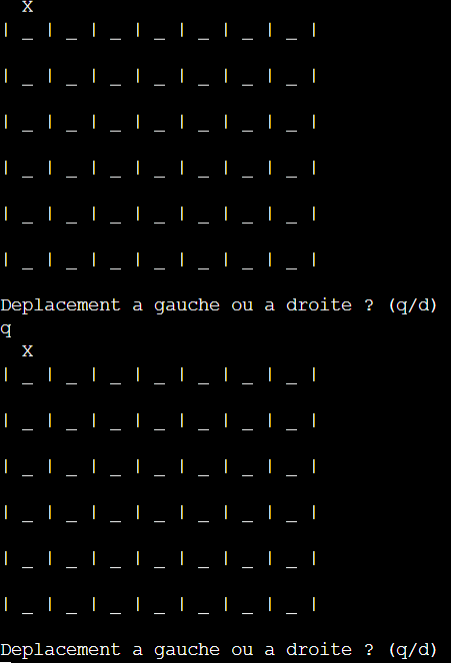 X
| _ | _ | _ | _ | _ | _ | _ |
| _ | _ | _ | _ | _ | _ | _ |
| _ | _ | _ | _ | _ | _ | _ |
| _ | _ | _ | _ | _ | _ | _ |
| _ | _ | _ | _ | _ | _ | _ |
| _ | _ | _ | _ | _ | _ | _ |
Deplacement a gauche ou a droite ? (q/d)
q
X
| _ | _ | _ | _ | _ | _ | _ |
| _ | _ | _ | _ | _ | _ | _ |
| _ | _ | _ | _ | _ | _ | _ |
| _ | _ | _ | _ | _ | _ | _ |
| _ | _ | _ | _ | _ | _ | _ |
| _ | _ | _ | _ | _ | _ | _ |
Deplacement a gauche ou a droite ? (q/d)